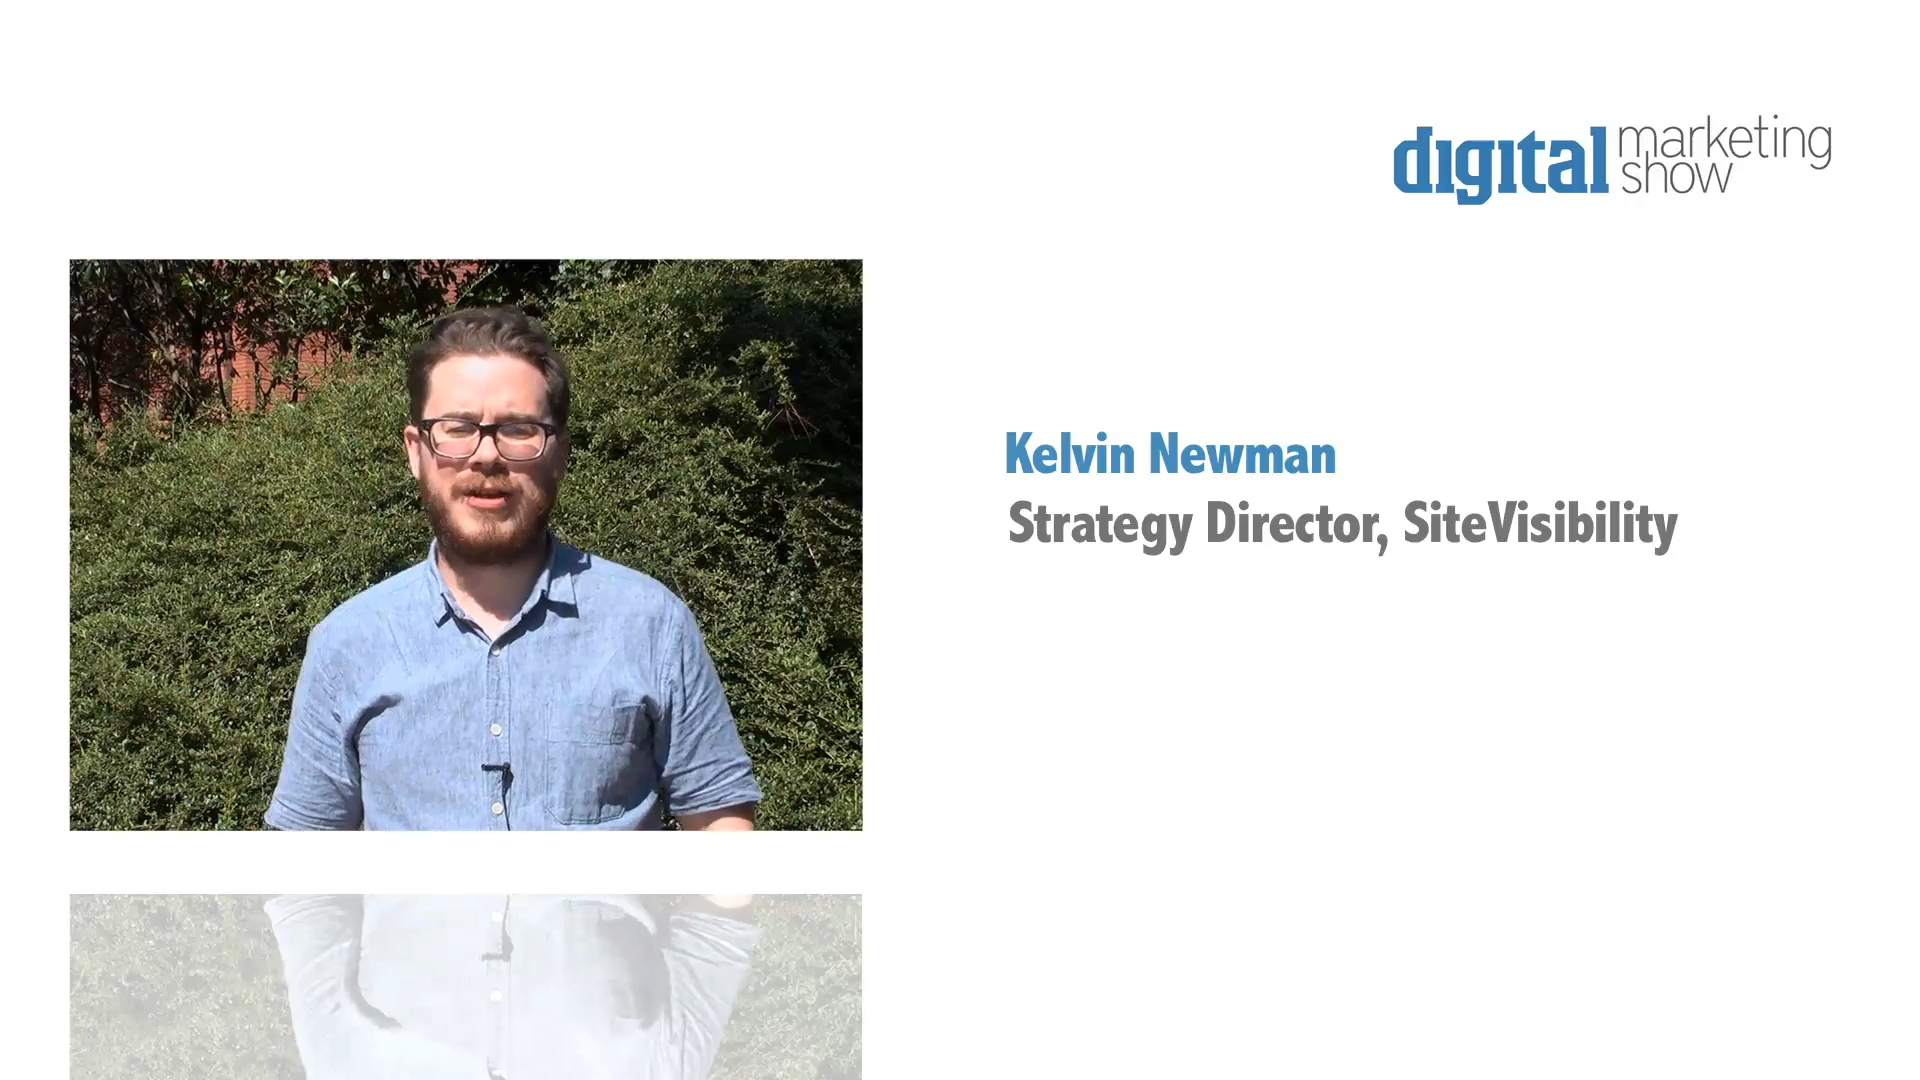 digital marketing
show
Kelvin Newman
Strategy Director, SiteVisibility